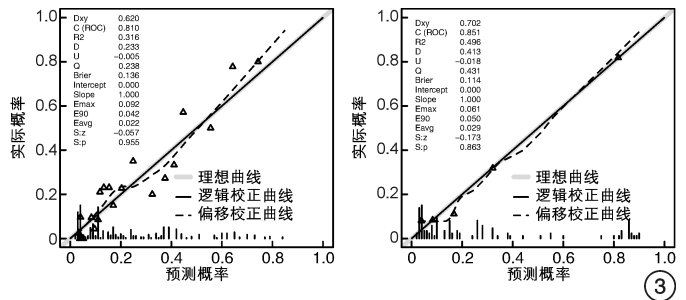 Dxy 0.620
C (ROC) 0.810
R2 0.316
D 0.233
U −0.005
Q 0.238
Brier 0.136
Intercept 0.000
Slope 1.000
Emax 0.092
E90 0.042
Eavg 0.022
S:z −0.057
S:p 0.955
1.0
0.8
0.6
0.4
0.2
0
实际概率
理想曲线
逻辑校正曲线
偏移校正曲线
0 0.2 0.4 0.6 0.8 1.0
预测概率
Dxy 0.702
C (ROC) 0.851
R2 0.496
D 0.413
U −0.018
Q 0.431
Brier 0.114
Intercept 0.000
Slope 1.000
Emax 0.061
E90 0.050
Eavg 0.029
S:z −0.173
S:p 0.863
1.0
0.8
0.6
0.4
0.2
0
实际概率
理想曲线
逻辑校正曲线
偏移校正曲线
0 0.2 0.4 0.6 0.8 1.0
预测概率
3